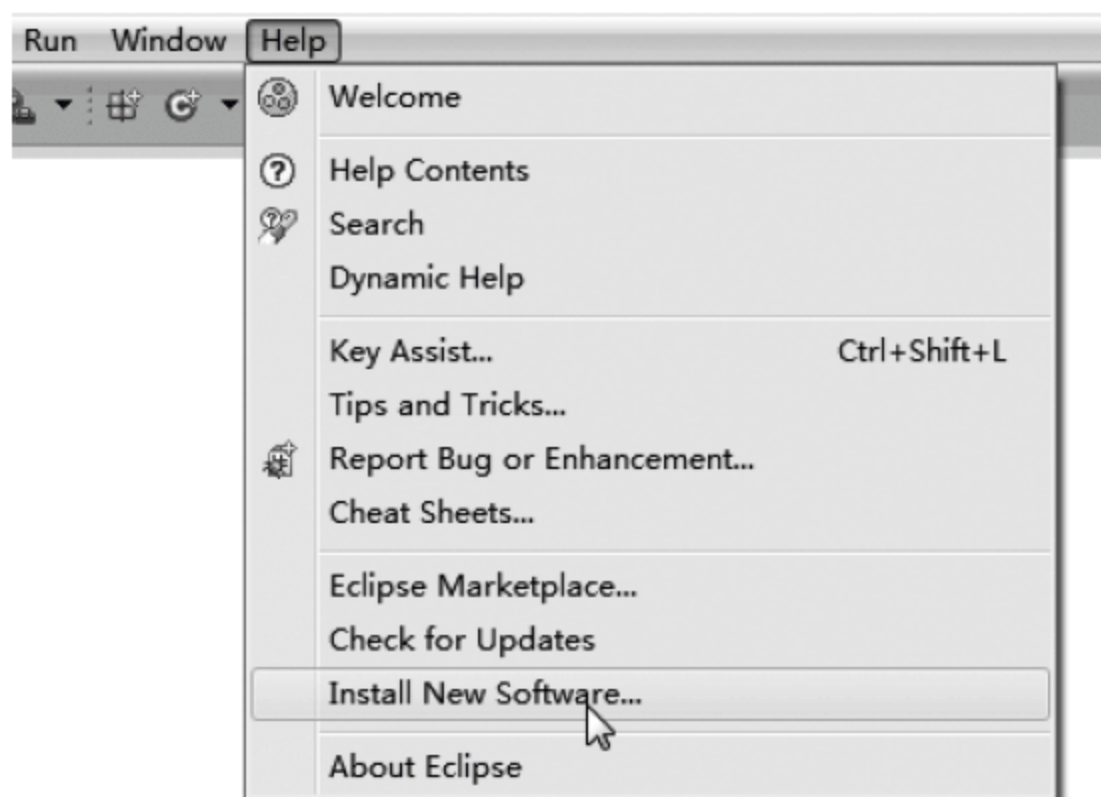 Run Window Help
Welcome
Help Contents
Search
Dynamic Help
Key Assist... Ctrl+Shift+L
Tips and Tricks...
Report Bug or Enhancement...
Cheat Sheets...
Eclipse Marketplace...
Check for Updates
Install New Software...
About Eclipse